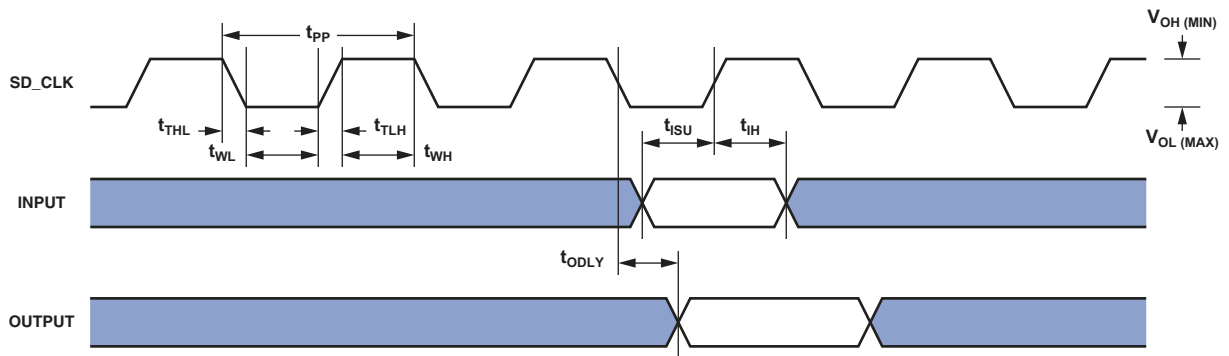 tPP
VOH (MIN)
SD_CLK
tTHL
tTLH
tISU
tIH
tWL
tWH
VOL (MAX)
INPUT
tODLY
OUTPUT